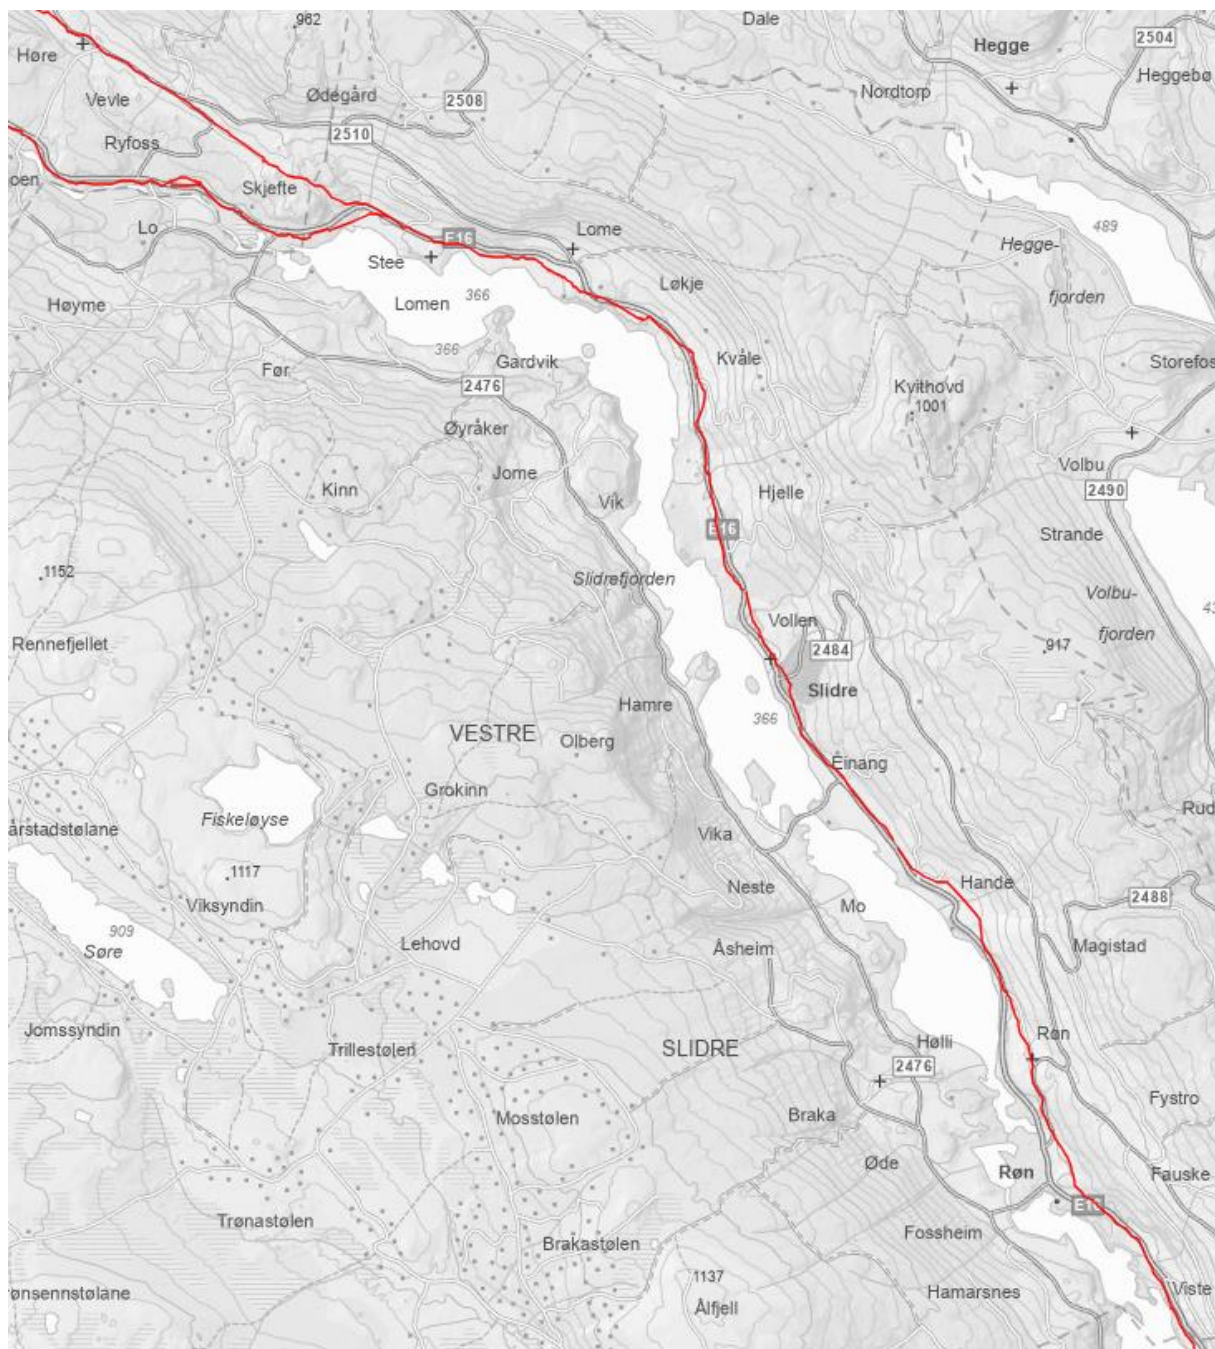 962
Dale
Hegge
2504
Høre
Heggebø
Vevle
Ødegård
2508
Nordtorp
2510
Ryfoss
oen
Skjefte
Lo
E16
Lome
489
Hegge-
fjorden
Stee
Løkje
Høyme
Lomen
366
366
Gardvik
Kvåle
Storefos
Før
2476
Kvithovd
1001
Øyråker
Volbu
Jome
Kinn
Hjelle
2490
Vik
E16
Strande
1152
Slidrefjorden
Volbu-
fjorden
43
Vollen
Rennefjellet
2484
917
Slidre
Hamre
366
VESTRE
Olberg
Einang
Grokinn
Fiskeløyse
Rud
årstadstølane
Vika
1117
Neste
Hande
Viksyndin
Mo
2488
909
Søre
Lehovd
Åsheim
Magistad
Jomssyndin
Trillestølen
SLIDRE
Hølli
Røn
2476
Fystro
Mosstølen
Braka
Øde
Røn
Fauske
Trønastølen
Fossheim
Brakastølen
1137
Hamarsnes
Viste
ønsennstølane
Ålfjell